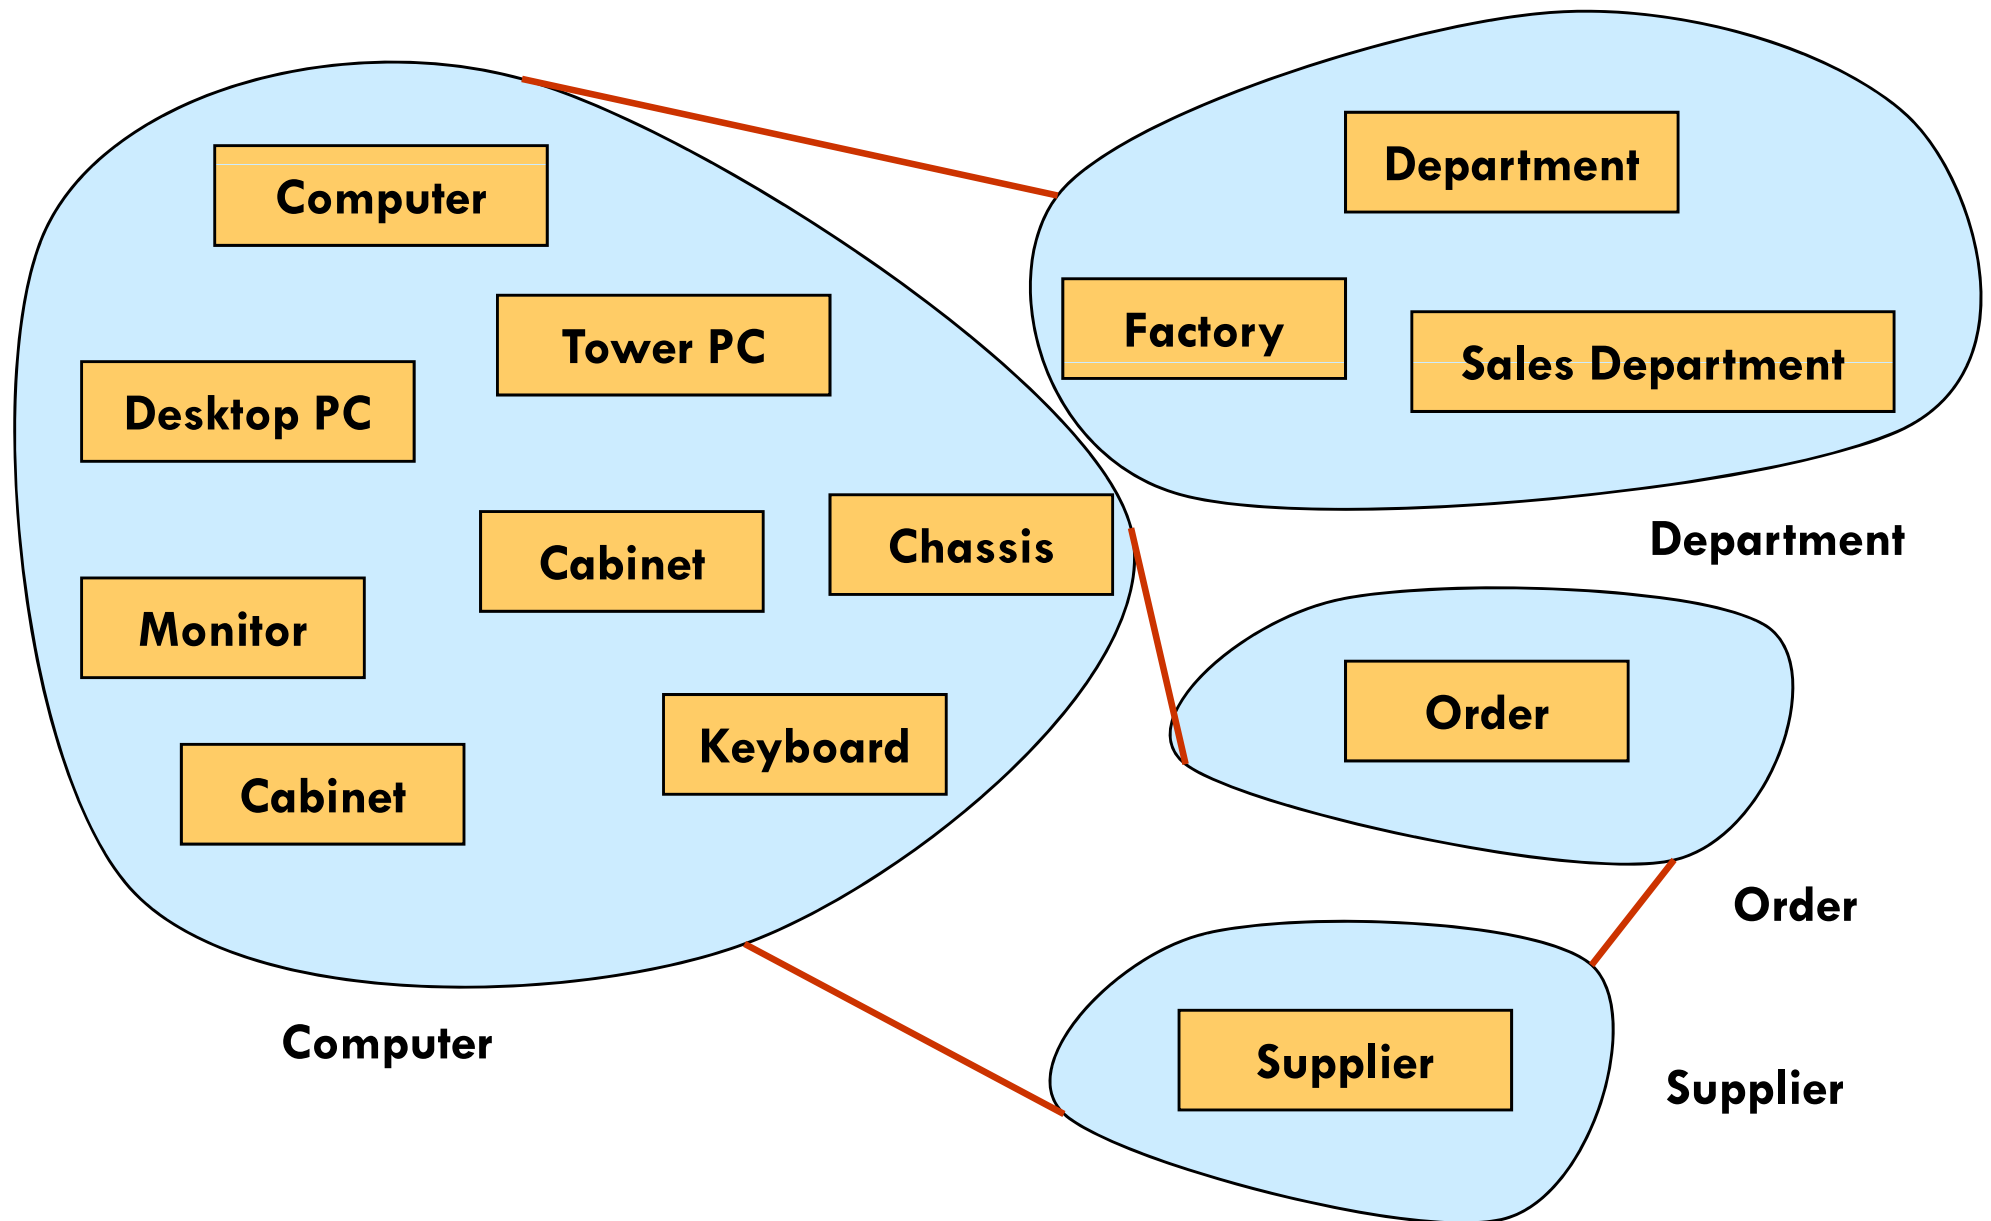 Computer
Tower PC
Desktop PC
Cabinet
Chassis
Monitor
Keyboard
Cabinet
Computer
Department
Factory
Sales Department
Department
Order
Order
Supplier
Supplier